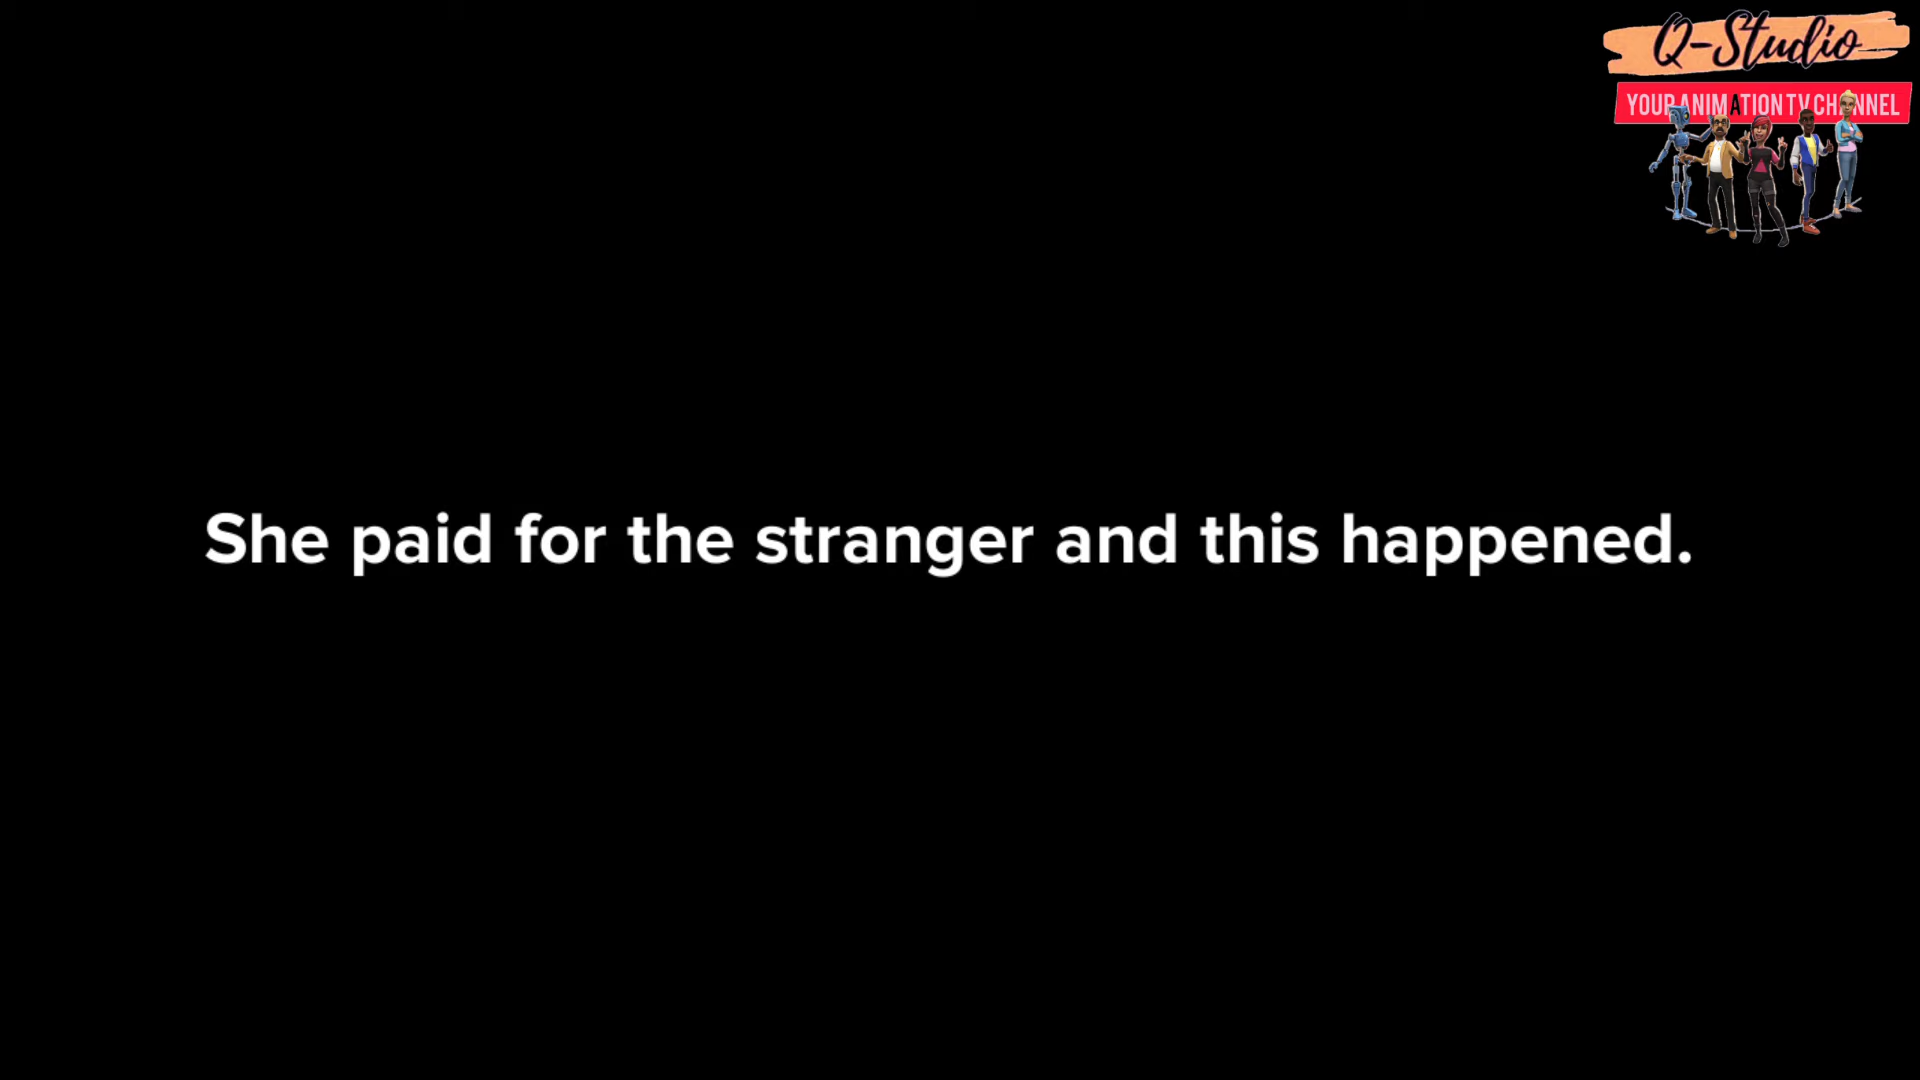 Q-Studio
YOUR ANIMATION TV CHANNEL
She paid for the stranger and this happened.